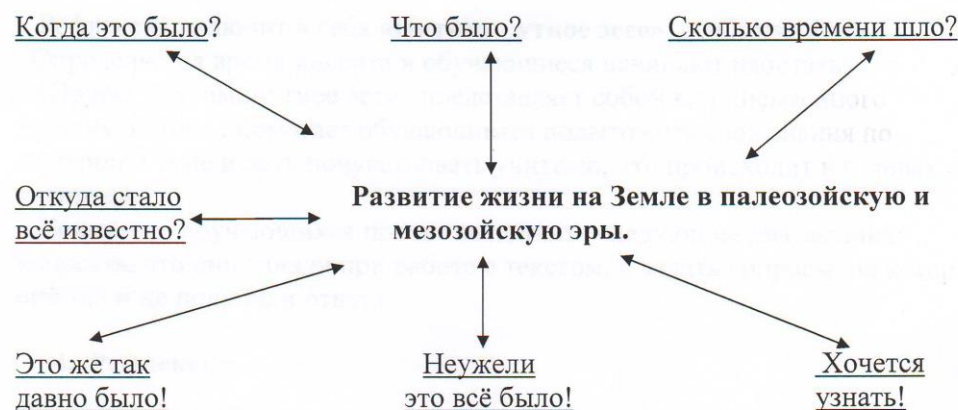 Когда это было? Что было? Сколько времени шло?
Откуда стало
всё известно?
Развитие жизни на Земле в палеозойскую и
мезозойскую эры.
Это же так
давно было!
Неужели
это всё было!
Хочется
узнать!